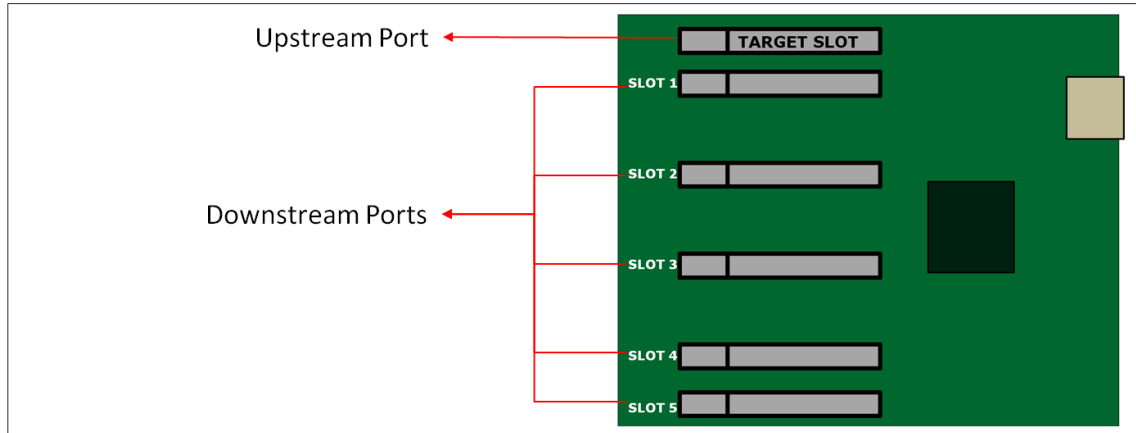 Upstream Port
TARGET SLOT
SLOT 1
SLOT 2
Downstream Ports
SLOT 3
SLOT 4
SLOT 5